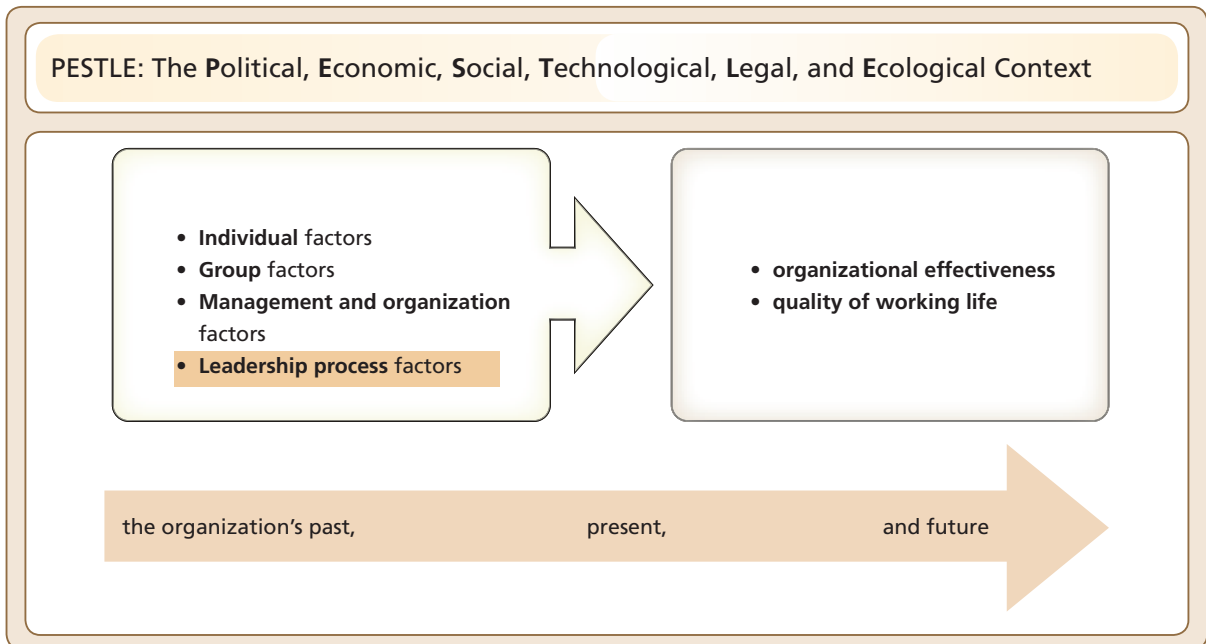 PESTLE: The Political, Economic, Social, Technological, Legal, and Ecological Context
• Individual factors
• Group factors
• Management and organization
factors
• Leadership process factors
• organizational effectiveness
• quality of working life
the organization’s past, present, and future